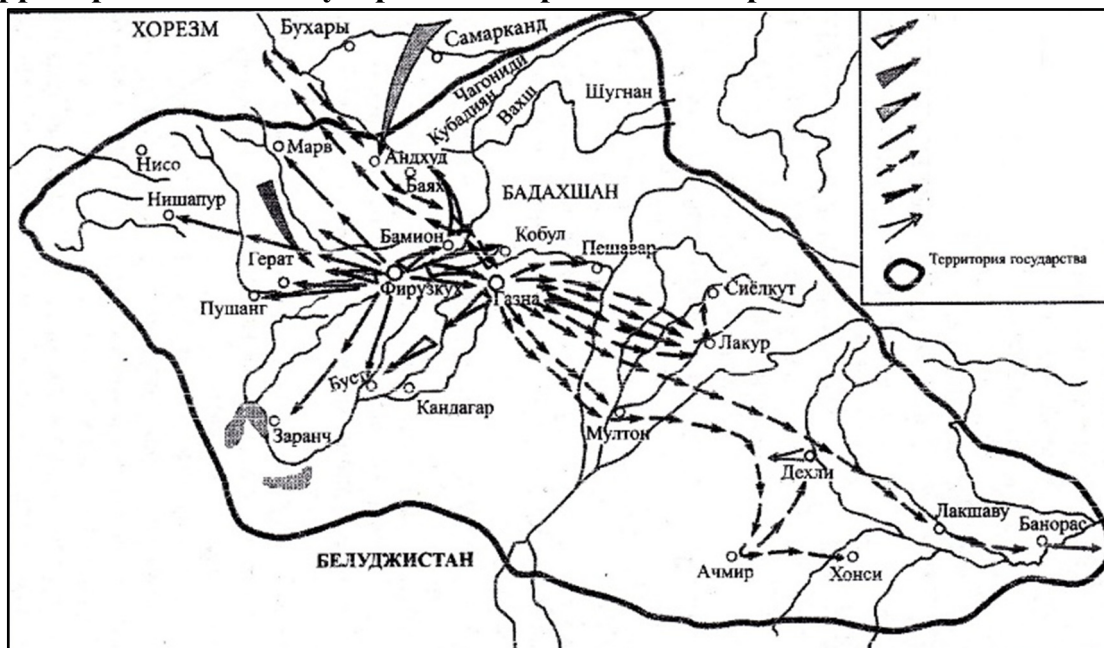 ХОРЕЗМ
Бухары
Самарканд
Чагониди
Кубадиян
Вахш
Шугнан
Нисо
Марв
Андхуд
Баях
Нишапур
БАДАХШАН
Бамион
Кобул
Пешавар
Герат
Фирузкух
Газна
Сиёлкут
Пушанг
Лакур
Буст
Кандагар
Заранч
Мултон
Дехли
Лакшаву
Банорас
БЕЛУДЖИСТАН
Ачмир
Хонси
Территория государства